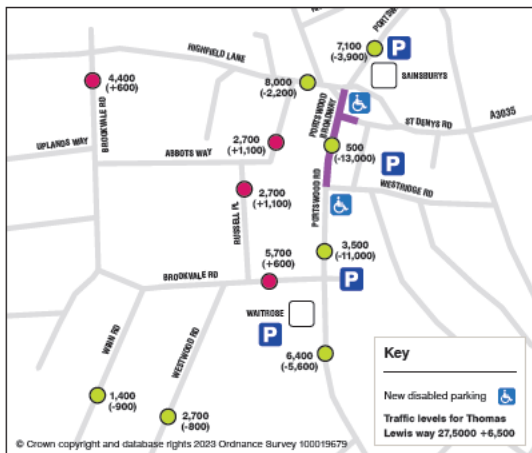 PORTSWOOD
7,100
(-3,900)
P
SAINSBURYS
HIGHFIELD LANE
4,400
(+600)
8,000
(-2,200)
BROOKVALE RD
PORTSWOOD
BROADWAY
ST DENYS RD
A3035
UPLANDS WAY
ABBOTS WAY
2,700
(+1,100)
500
(-13,000)
P
WESTRIDGE RD
2,700
(+1,100)
RUSSELL PL
PORTSWOOD RD
3,500
(-11,000)
5,700
(+600)
BROOKVALE RD
P
WAITROSE
P
6,400
(-5,600)
WINN RD
WESTWOOD RD
1,400
(-900)
2,700
(-800)
Key
New disabled parking
Traffic levels for Thomas
Lewis way 27,5000 +6,500
© Crown copyright and database rights 2023 Ordnance Survey 100019679